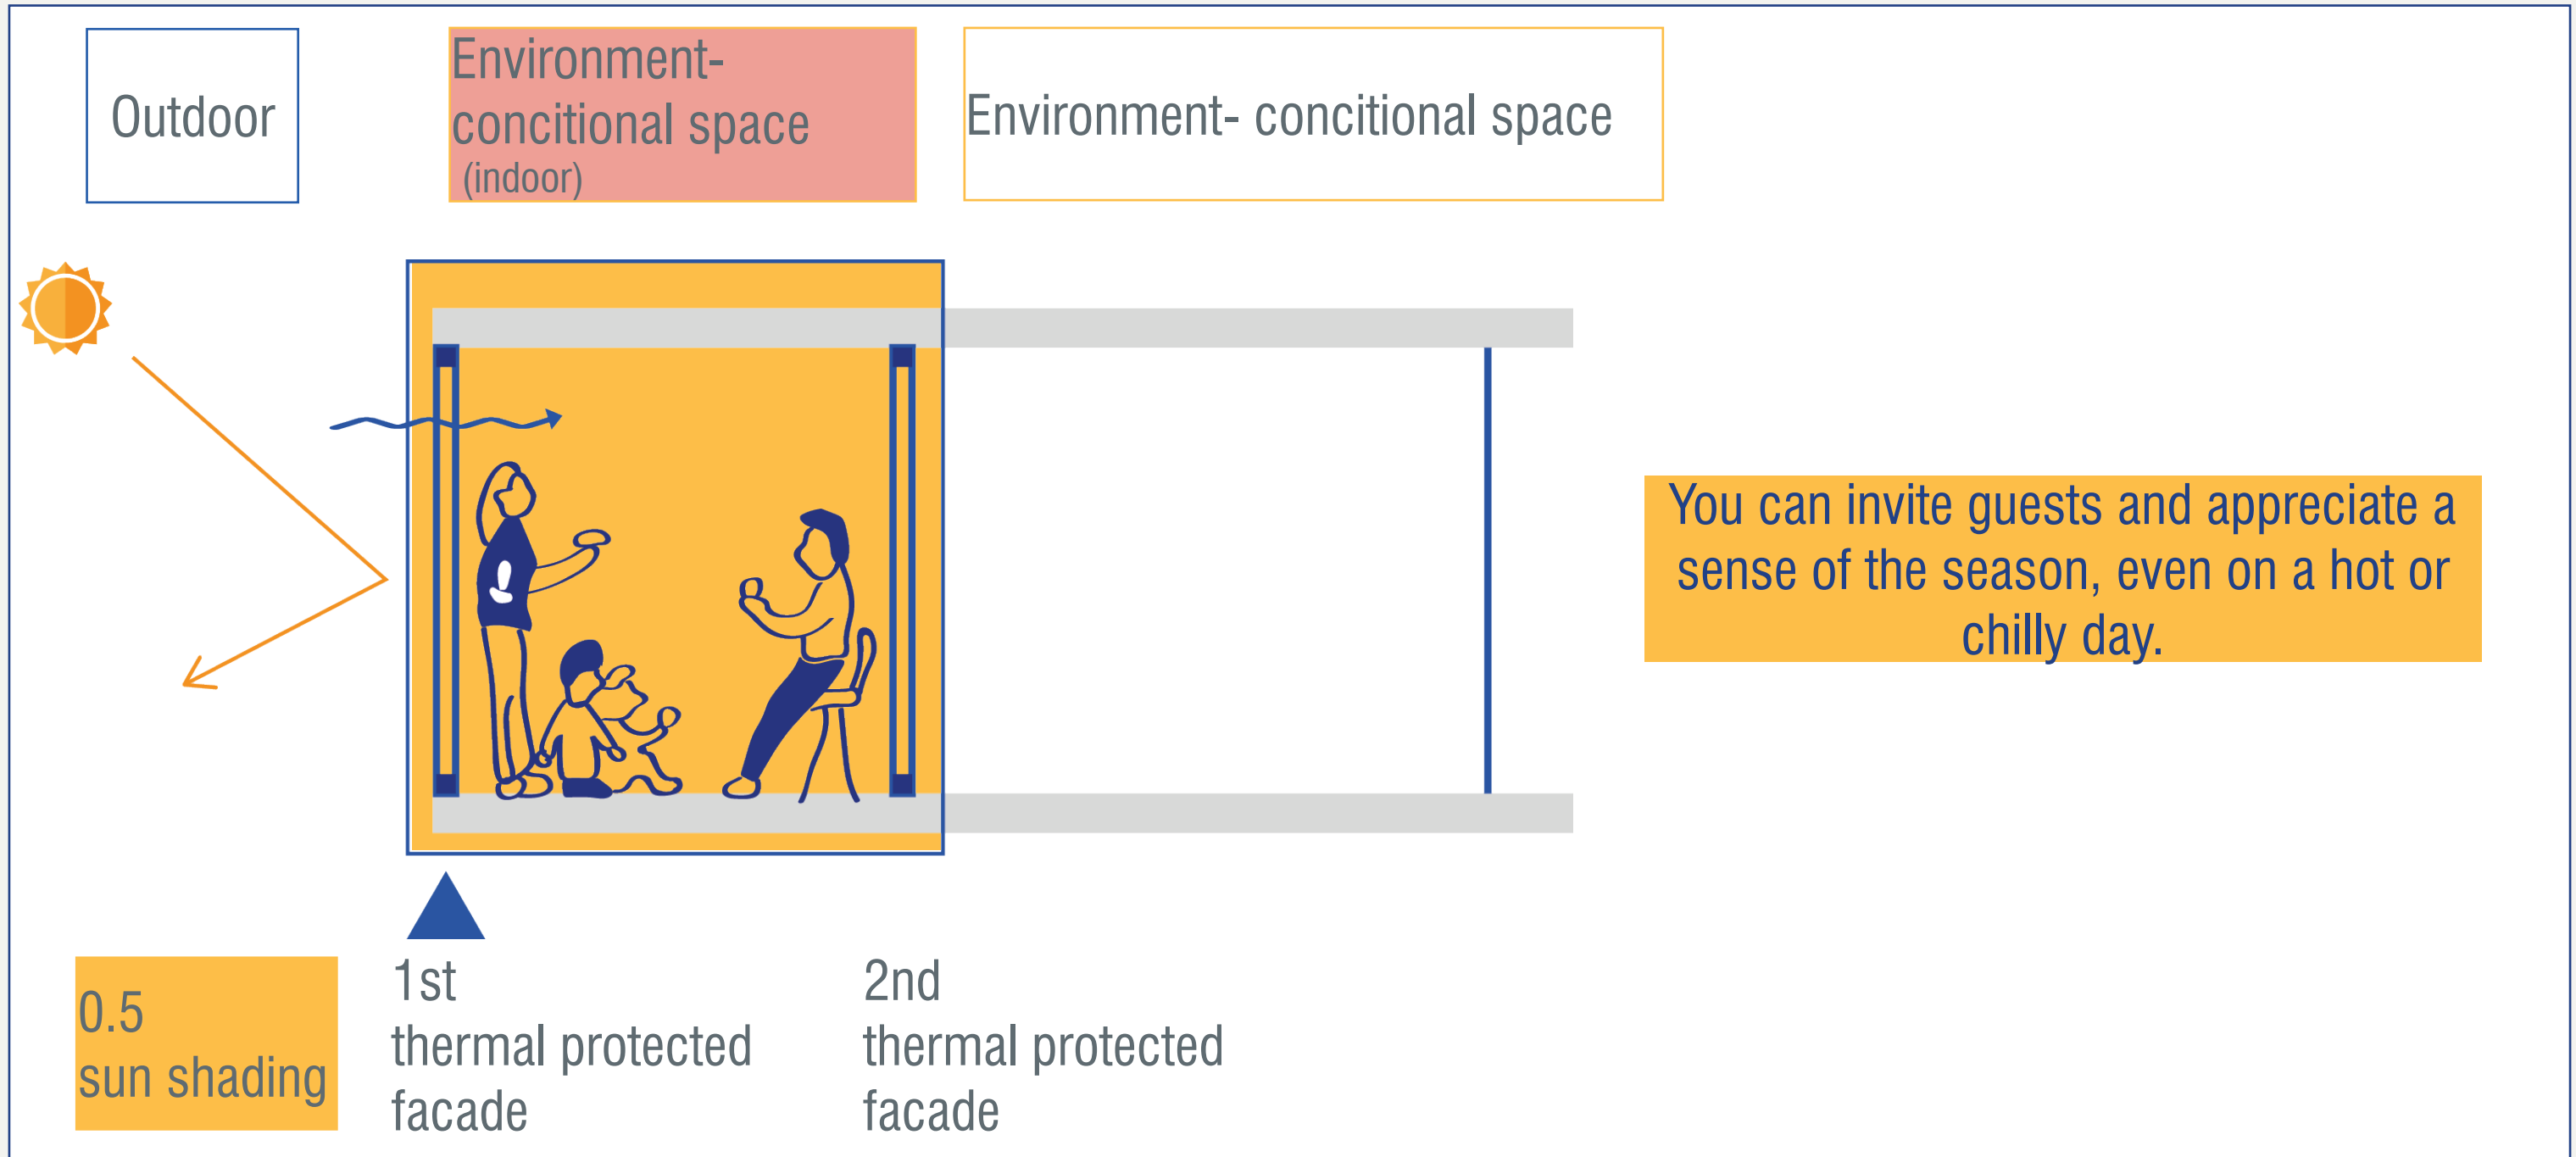 Outdoor
Environment-
concitional space
(indoor)
Environment- concitional space
You can invite guests and appreciate a
sense of the season, even on a hot or
chilly day.
0.5
sun shading
1st
thermal protected
facade
2nd
thermal protected
facade